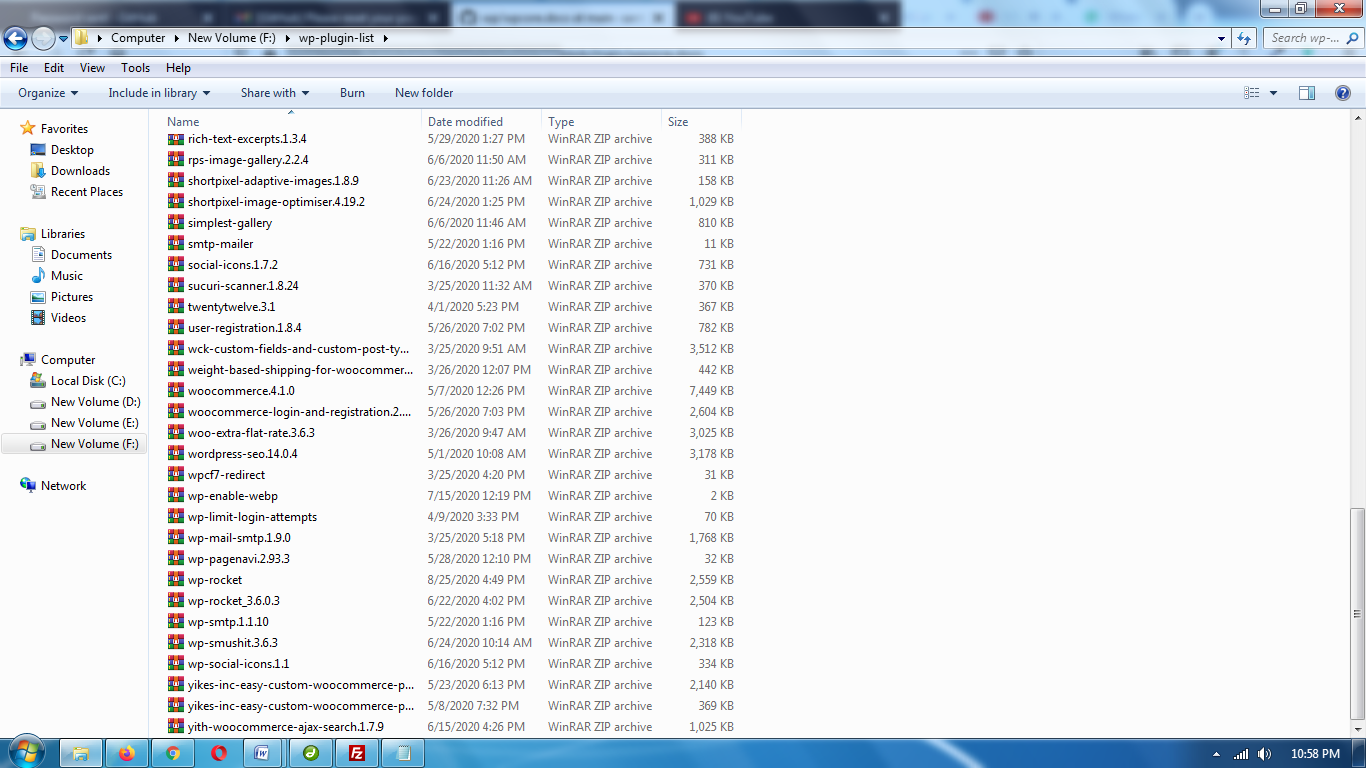 Computer New Volume (F:) wp-plugin-list Search wp-...
File Edit View Tools Help
Organize Include in library Share with Burn New folder
Favorites
Desktop
Downloads
Recent Places
Libraries
Documents
Music
Pictures
Videos
Computer
Local Disk (C:)
New Volume (D:)
New Volume (E:)
New Volume (F:)
Network
Name Date modified Type Size
rich-text-excerpts.1.3.4 5/29/2020 1:27 PM WinRAR ZIP archive 388 KB
rps-image-gallery.2.2.4 6/6/2020 11:50 AM WinRAR ZIP archive 311 KB
shortpixel-adaptive-images.1.8.9 6/23/2020 11:26 AM WinRAR ZIP archive 158 KB
shortpixel-image-optimiser.4.19.2 6/24/2020 1:25 PM WinRAR ZIP archive 1,029 KB
simplest-gallery 6/6/2020 11:46 AM WinRAR ZIP archive 810 KB
smtp-mailer 5/22/2020 1:16 PM WinRAR ZIP archive 11 KB
social-icons.1.7.2 6/16/2020 5:12 PM WinRAR ZIP archive 731 KB
sucuri-scanner.1.8.24 3/25/2020 11:32 AM WinRAR ZIP archive 370 KB
twentytwelve.3.1 4/1/2020 5:23 PM WinRAR ZIP archive 367 KB
user-registration.1.8.4 5/26/2020 7:02 PM WinRAR ZIP archive 782 KB
wck-custom-fields-and-custom-post-ty... 3/25/2020 9:51 AM WinRAR ZIP archive 3,512 KB
weight-based-shipping-for-woocommer... 3/26/2020 12:07 PM WinRAR ZIP archive 442 KB
woocommerce.4.1.0 5/7/2020 12:26 PM WinRAR ZIP archive 7,449 KB
woocommerce-login-and-registration.2.... 5/26/2020 7:03 PM WinRAR ZIP archive 2,604 KB
woo-extra-flat-rate.3.6.3 3/26/2020 9:47 AM WinRAR ZIP archive 3,025 KB
wordpress-seo.14.0.4 5/1/2020 10:08 AM WinRAR ZIP archive 3,178 KB
wpcf7-redirect 3/25/2020 4:20 PM WinRAR ZIP archive 31 KB
wp-enable-webp 7/15/2020 12:19 PM WinRAR ZIP archive 2 KB
wp-limit-login-attempts 4/9/2020 3:33 PM WinRAR ZIP archive 70 KB
wp-mail-smtp.1.9.0 3/25/2020 5:18 PM WinRAR ZIP archive 1,768 KB
wp-pagenavi.2.93.3 5/28/2020 12:10 PM WinRAR ZIP archive 32 KB
wp-rocket 8/25/2020 4:49 PM WinRAR ZIP archive 2,559 KB
wp-rocket_3.6.0.3 6/22/2020 4:02 PM WinRAR ZIP archive 2,504 KB
wp-smtp.1.1.10 5/22/2020 1:16 PM WinRAR ZIP archive 123 KB
wp-smushit.3.6.3 6/24/2020 10:14 AM WinRAR ZIP archive 2,318 KB
wp-social-icons.1.1 6/16/2020 5:12 PM WinRAR ZIP archive 334 KB
yikes-inc-easy-custom-woocommerce-p... 5/23/2020 6:13 PM WinRAR ZIP archive 2,140 KB
yikes-inc-easy-custom-woocommerce-p... 5/8/2020 7:32 PM WinRAR ZIP archive 369 KB
yith-woocommerce-ajax-search.1.7.9 6/15/2020 4:26 PM WinRAR ZIP archive 1,025 KB
10:58 PM